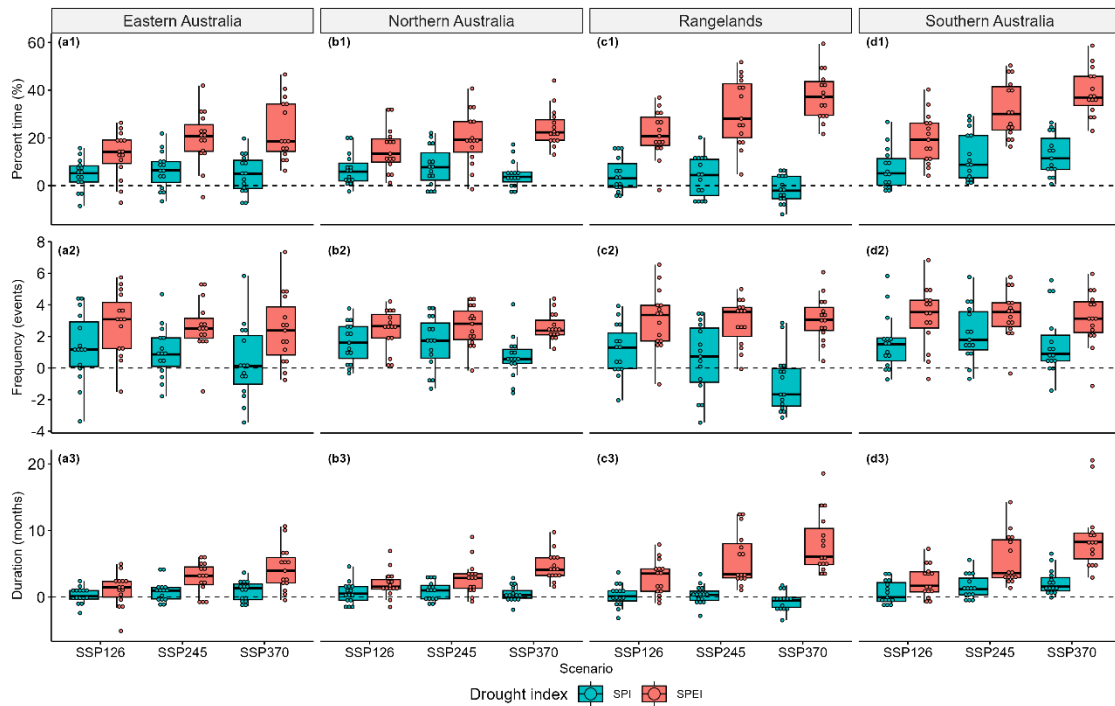 Eastern Australia Northern Australia Rangelands Southern Australia
(a1) (b1) (c1) (d1)
Percent time (%)
60
40
20
0
(a2) (b2) (c2) (d2)
Frequency (events)
8
6
4
2
0
-2
-4
(a3) (b3) (c3) (d3)
Duration (months)
20
10
0
SSP126 SSP245 SSP370 SSP126 SSP245 SSP370 SSP126 SSP245 SSP370 SSP126 SSP245 SSP370
Scenario
Drought index SPI SPEI